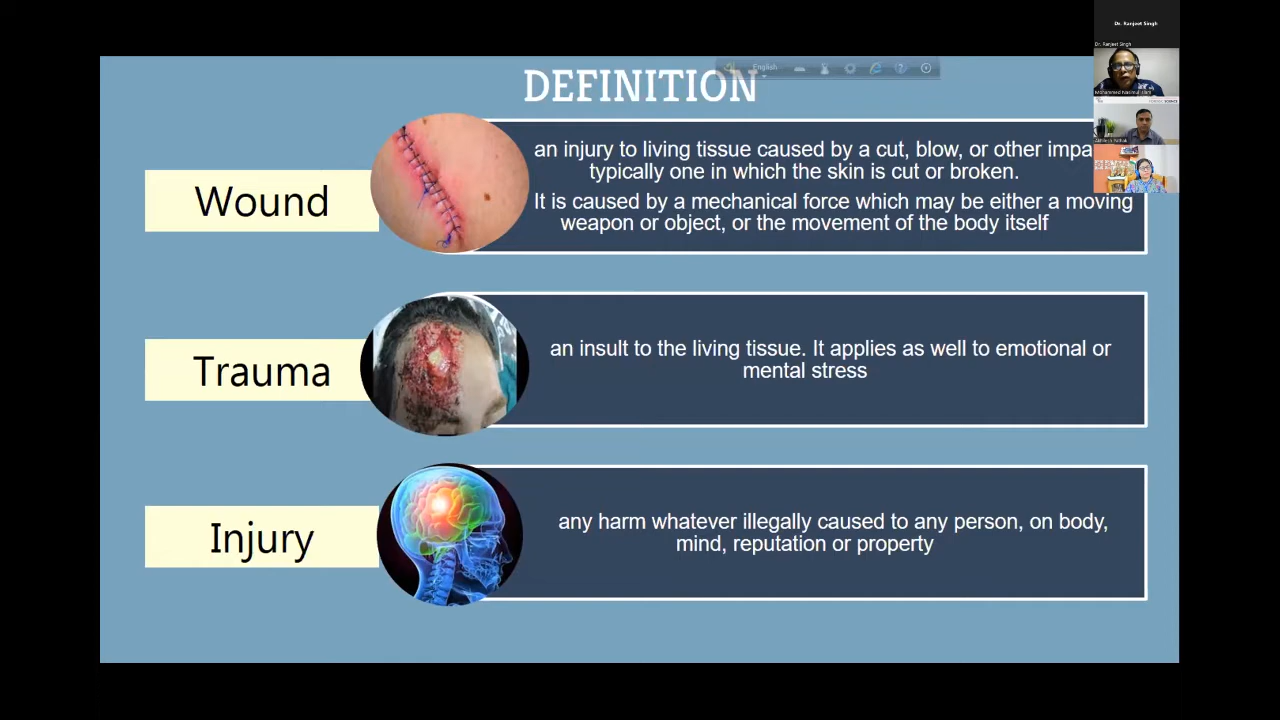 DEFINITION
English
Wound
an injury to living tissue caused by a cut, blow, or other impa
typically one in which the skin is cut or broken.
It is caused by a mechanical force which may be either a moving
weapon or object, or the movement of the body itself
Trauma
an insult to the living tissue. It applies as well to emotional or
mental stress
Injury
any harm whatever illegally caused to any person, on body,
mind, reputation or property
Dr. Ranjeet Singh
Dr. Ranjeet Singh